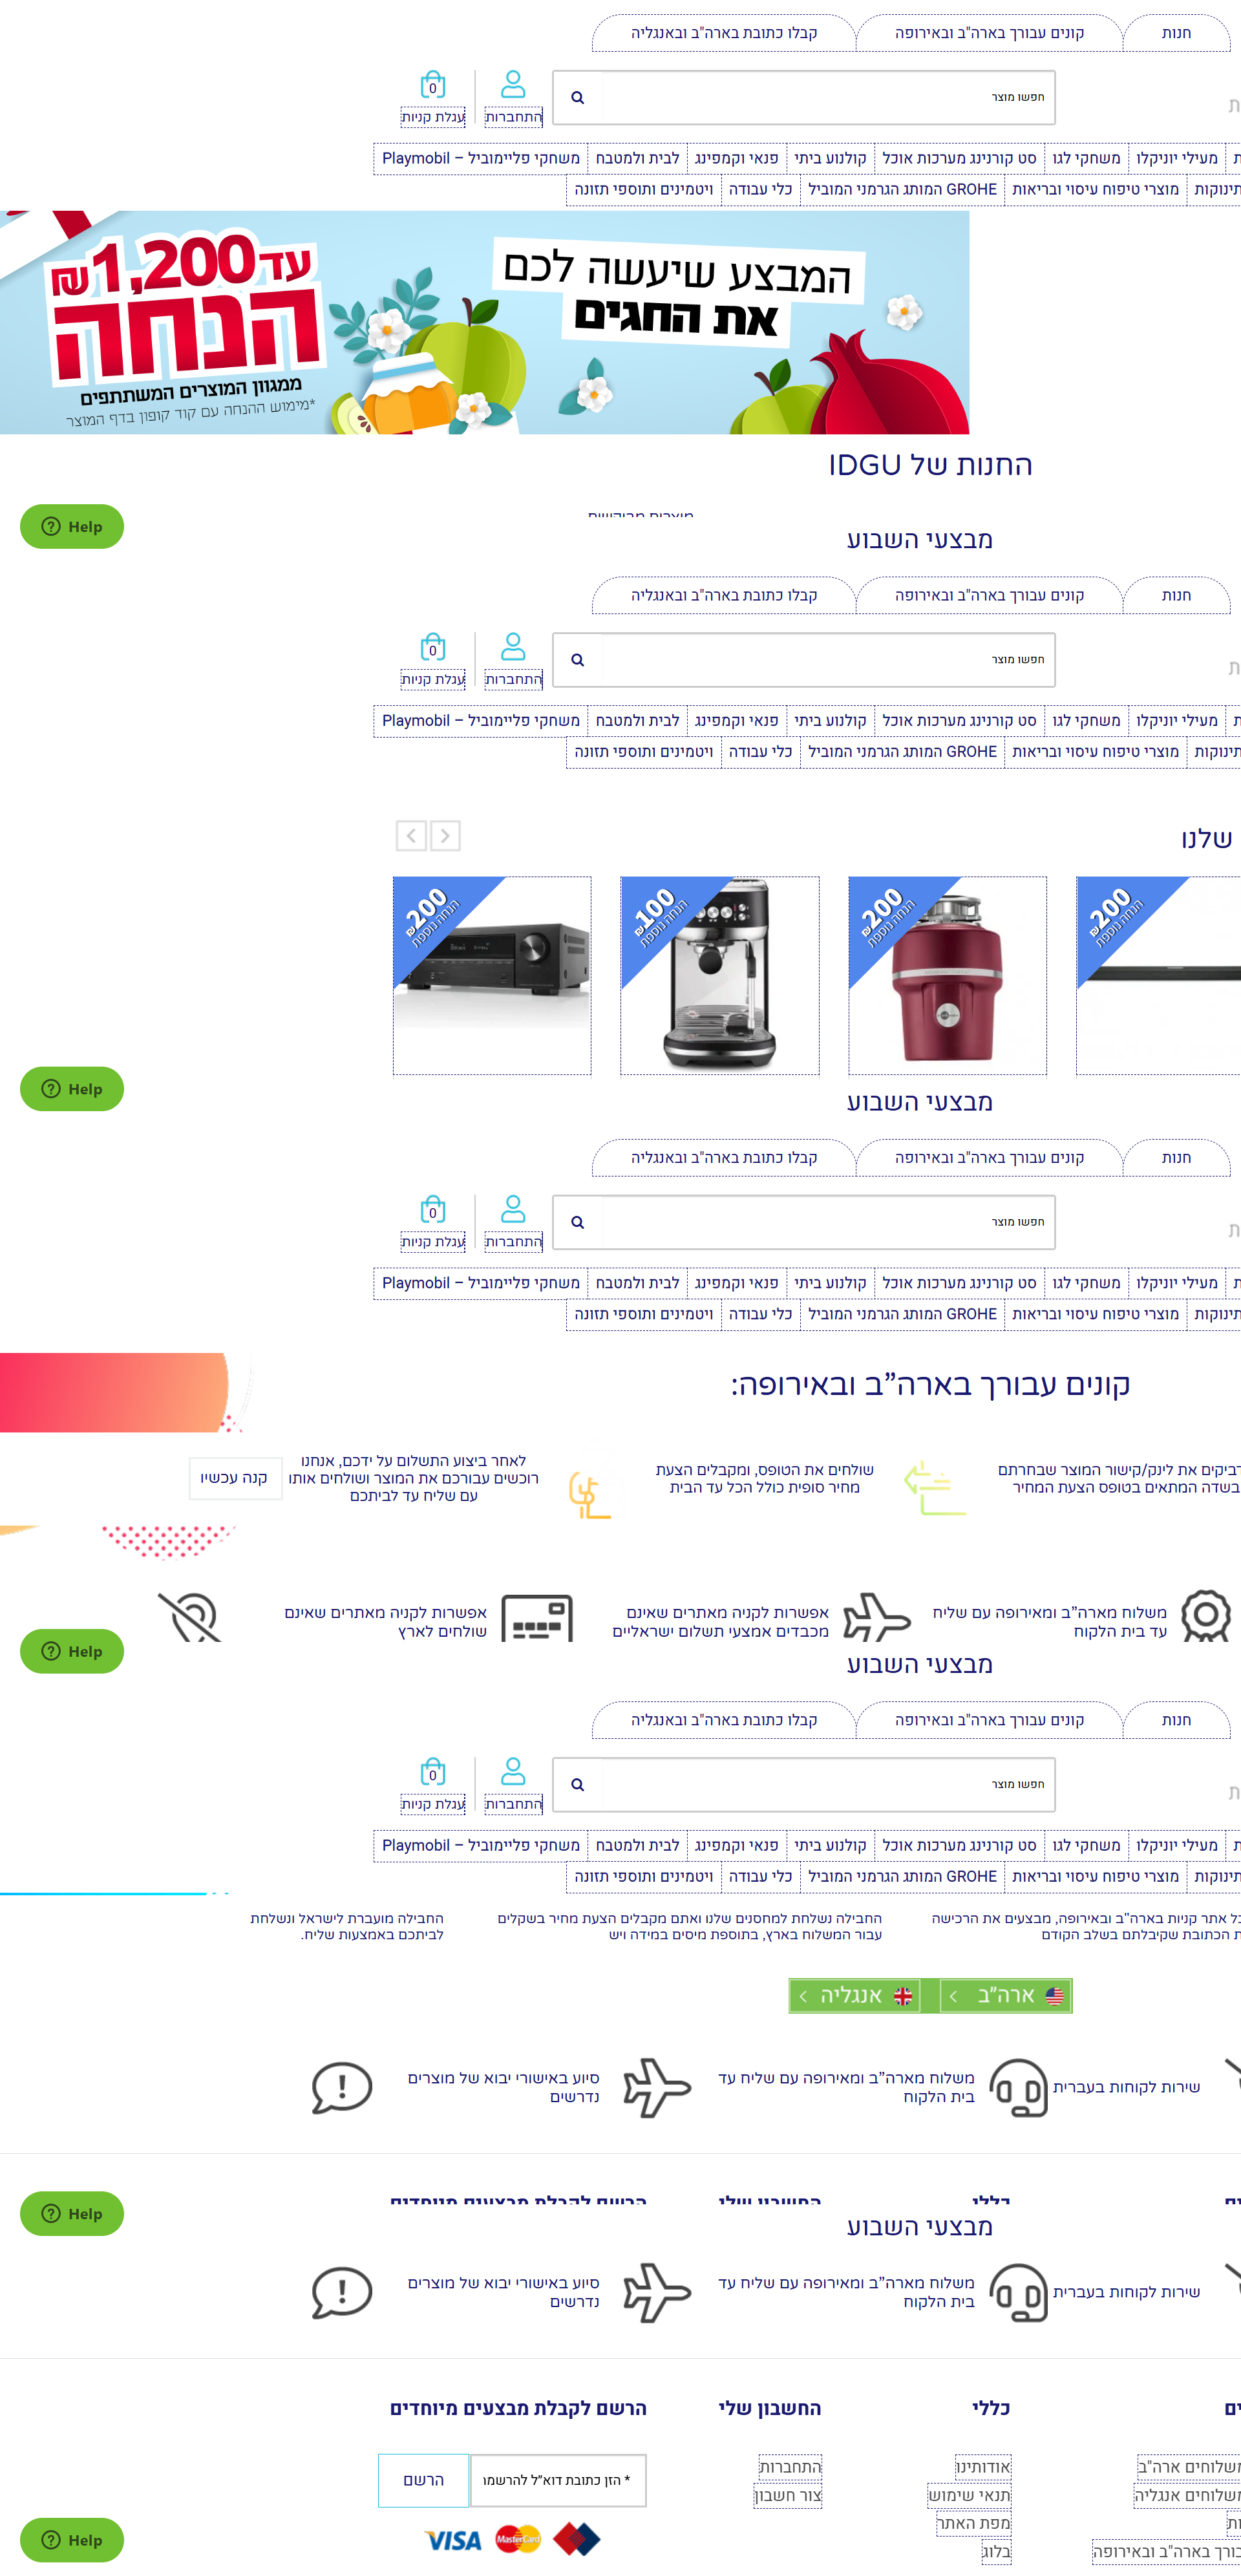 חנות
קונים עבורך בארה"ב ובאירופה
קבלו כתובת בארה"ב ובאנגליה
חפשו מוצר
התחברות
0
עגלת קניות
מעילי יוניקלו
משחקי לגו
סט קורנינג מערכות אוכל
קולנוע ביתי
פנאי וקמפינג
לבית ולמטבח
משחקי פליימוביל – Playmobil
מוצרי טיפוח עיסוי ובריאות
GROHE המותג הגרמני המוביל
כלי עבודה
ויטמינים ותוספי תזונה
המבצע שיעשה לכם
את החגים
עד 1,200₪
הנחה
ממגוון המוצרים המשתתפים
*מימוש ההנחה עם קוד קופון בדף המוצר
החנות של IDGU
Help
מבצעי השבוע
חנות
קונים עבורך בארה"ב ובאירופה
קבלו כתובת בארה"ב ובאנגליה
חפשו מוצר
התחברות
0
עגלת קניות
מעילי יוניקלו
משחקי לגו
סט קורנינג מערכות אוכל
קולנוע ביתי
פנאי וקמפינג
לבית ולמטבח
משחקי פליימוביל – Playmobil
מוצרי טיפוח עיסוי ובריאות
GROHE המותג הגרמני המוביל
כלי עבודה
ויטמינים ותוספי תזונה
שלנו
200₪
הנחה נוספת
200₪
הנחה נוספת
100₪
הנחה נוספת
200₪
הנחה נוספת
Help
מבצעי השבוע
חנות
קונים עבורך בארה"ב ובאירופה
קבלו כתובת בארה"ב ובאנגליה
חפשו מוצר
התחברות
0
עגלת קניות
מעילי יוניקלו
משחקי לגו
סט קורנינג מערכות אוכל
קולנוע ביתי
פנאי וקמפינג
לבית ולמטבח
משחקי פליימוביל – Playmobil
מוצרי טיפוח עיסוי ובריאות
GROHE המותג הגרמני המוביל
כלי עבודה
ויטמינים ותוספי תזונה
קונים עבורך בארה”ב ובאירופה:
את לינק/קישור המוצר שבחרתם
בשדה המתאים בטופס הצעת המחיר
שולחים את הטופס, ומקבלים הצעת
מחיר סופית כולל הכל עד הבית
לאחר ביצוע התשלום על ידכם, אנחנו
רוכשים עבורכם את המוצר ושולחים אותו
עם שליח עד לביתכם
קנה עכשיו
משלוח מארה”ב ומאירופה עם שליח
עד בית הלקוח
אפשרות לקניה מאתרים שאינם
מכבדים אמצעי תשלום ישראליים
אפשרות לקניה מאתרים שאינם
שולחים לארץ
Help
מבצעי השבוע
חנות
קונים עבורך בארה"ב ובאירופה
קבלו כתובת בארה"ב ובאנגליה
חפשו מוצר
התחברות
0
עגלת קניות
מעילי יוניקלו
משחקי לגו
סט קורנינג מערכות אוכל
קולנוע ביתי
פנאי וקמפינג
לבית ולמטבח
משחקי פליימוביל – Playmobil
מוצרי טיפוח עיסוי ובריאות
GROHE המותג הגרמני המוביל
כלי עבודה
ויטמינים ותוספי תזונה
אתר קניות בארה"ב ובאירופה, מבצעים את הרכישה
הכתובת שקיבלתם בשלב הקודם
החבילה נשלחת למחסנים שלנו ואתם מקבלים הצעת מחיר בשקלים
עבור המשלוח בארץ, בתוספת מיסים במידה ויש
החבילה מועברת לישראל ונשלחת
לביתכם באמצעות שליח.
ארה”ב
אנגליה
שירות לקוחות בעברית
משלוח מארה”ב ומאירופה עם שליח עד
בית הלקוח
סיוע באישורי יבוא של מוצרים
נדרשים
Help
מבצעי השבוע
שירות לקוחות בעברית
משלוח מארה”ב ומאירופה עם שליח עד
בית הלקוח
סיוע באישורי יבוא של מוצרים
נדרשים
כללי
החשבון שלי
הרשם לקבלת מבצעים מיוחדים
משלוחים ארה"ב
משלוחים אנגליה
בארה"ב ובאירופה
אודותינו
תנאי שימוש
מפת האתר
בלוג
התחברות
צור חשבון
* הזן כתובת דוא”ל להרשמה
הרשם
VISA
MasterCard
Help